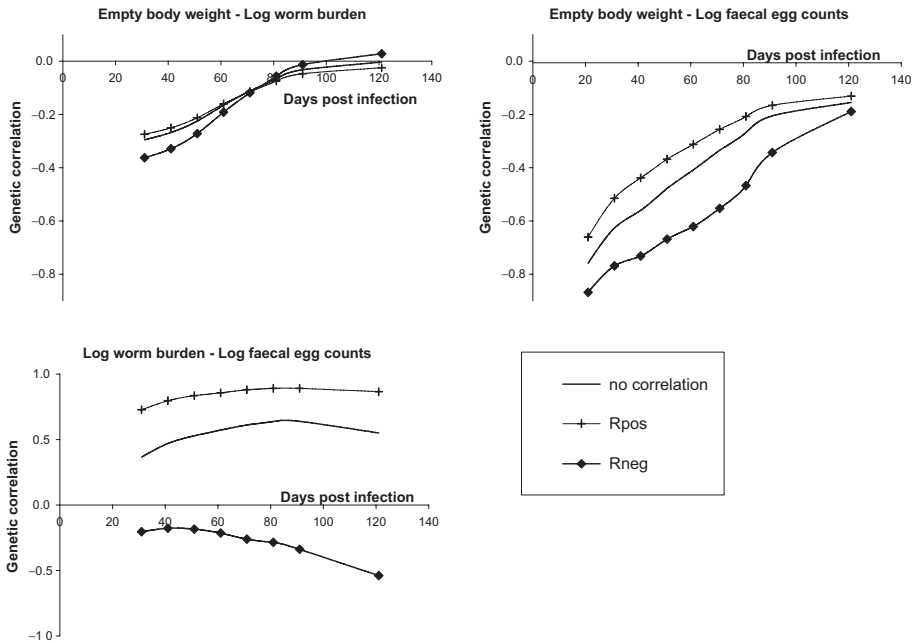 Empty body weight - Log worm burden
Genetic correlation
0.0
−0.2
−0.4
−0.6
−0.8
0 20 40 60 80 100 120 140
Days post infection
Empty body weight - Log faecal egg counts
Genetic correlation
0.0
−0.2
−0.4
−0.6
−0.8
0 20 40 60 80 100 120 140
Days post infection
Log worm burden - Log faecal egg counts
Genetic correlation
1.0
0.5
0.0
−0.5
−1 0
0 20 40 60 80 100 120 140
Days post infection
no correlation
Rpos
Rneg